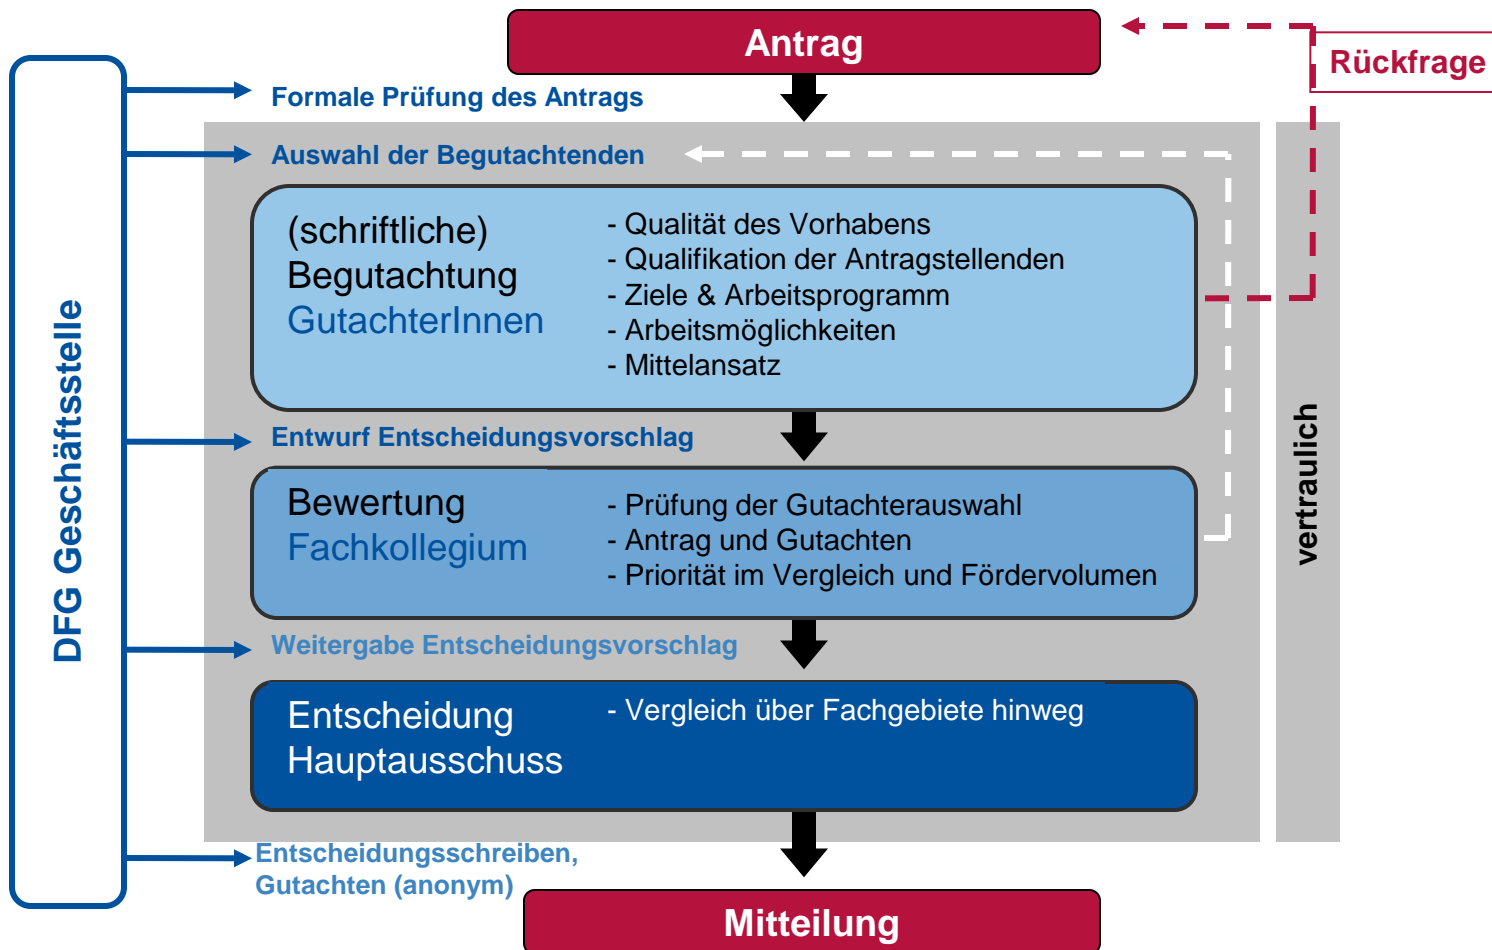 Antrag
Rückfrage
Formale Prüfung des Antrags
Auswahl der Begutachtenden
(schriftliche)
Begutachtung
GutachterInnen
- Qualität des Vorhabens
- Qualifikation der Antragstellenden
- Ziele & Arbeitsprogramm
- Arbeitsmöglichkeiten
- Mittelansatz
DFG Geschäftsstelle
vertraulich
Entwurf Entscheidungsvorschlag
Bewertung
Fachkollegium
- Prüfung der Gutachterauswahl
- Antrag und Gutachten
- Priorität im Vergleich und Fördervolumen
Weitergabe Entscheidungsvorschlag
Entscheidung
Hauptausschuss
- Vergleich über Fachgebiete hinweg
Entscheidungsschreiben,
Gutachten (anonym)
Mitteilung